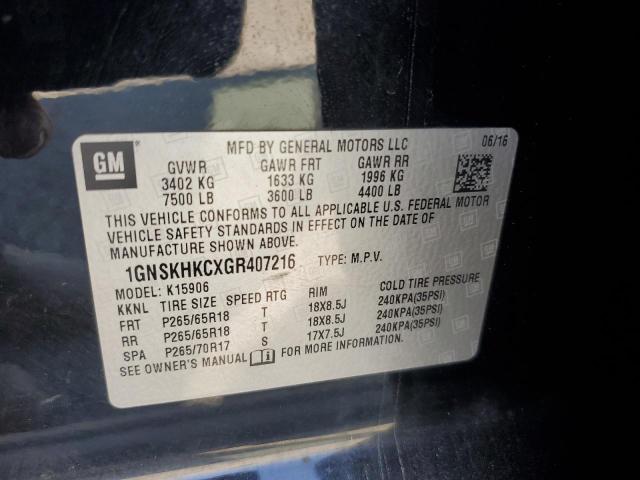 GM
MFD BY GENERAL MOTORS LLC
06/16
GVWR GAWR FRT GAWR RR
3402 KG 1633 KG 1996 KG
7500 LB 3600 LB 4400 LB
THIS VEHICLE CONFORMS TO ALL APPLICABLE U.S. FEDERAL MOTOR
VEHICLE SAFETY STANDARDS IN EFFECT ON THE DATE OF
MANUFACTURE SHOWN ABOVE.
1GNSKHKCXGR407216 TYPE: M.P.V.
MODEL: K15906
KKNL TIRE SIZE SPEED RTG RIM COLD TIRE PRESSURE
FRT P265/65R18 T 18X8.5J 240KPA(35PSI)
RR P265/65R18 T 18X8.5J 240KPA(35PSI)
SPA P265/70R17 S 17X7.5J 240KPA(35PSI)
SEE OWNER'S MANUAL FOR MORE INFORMATION.